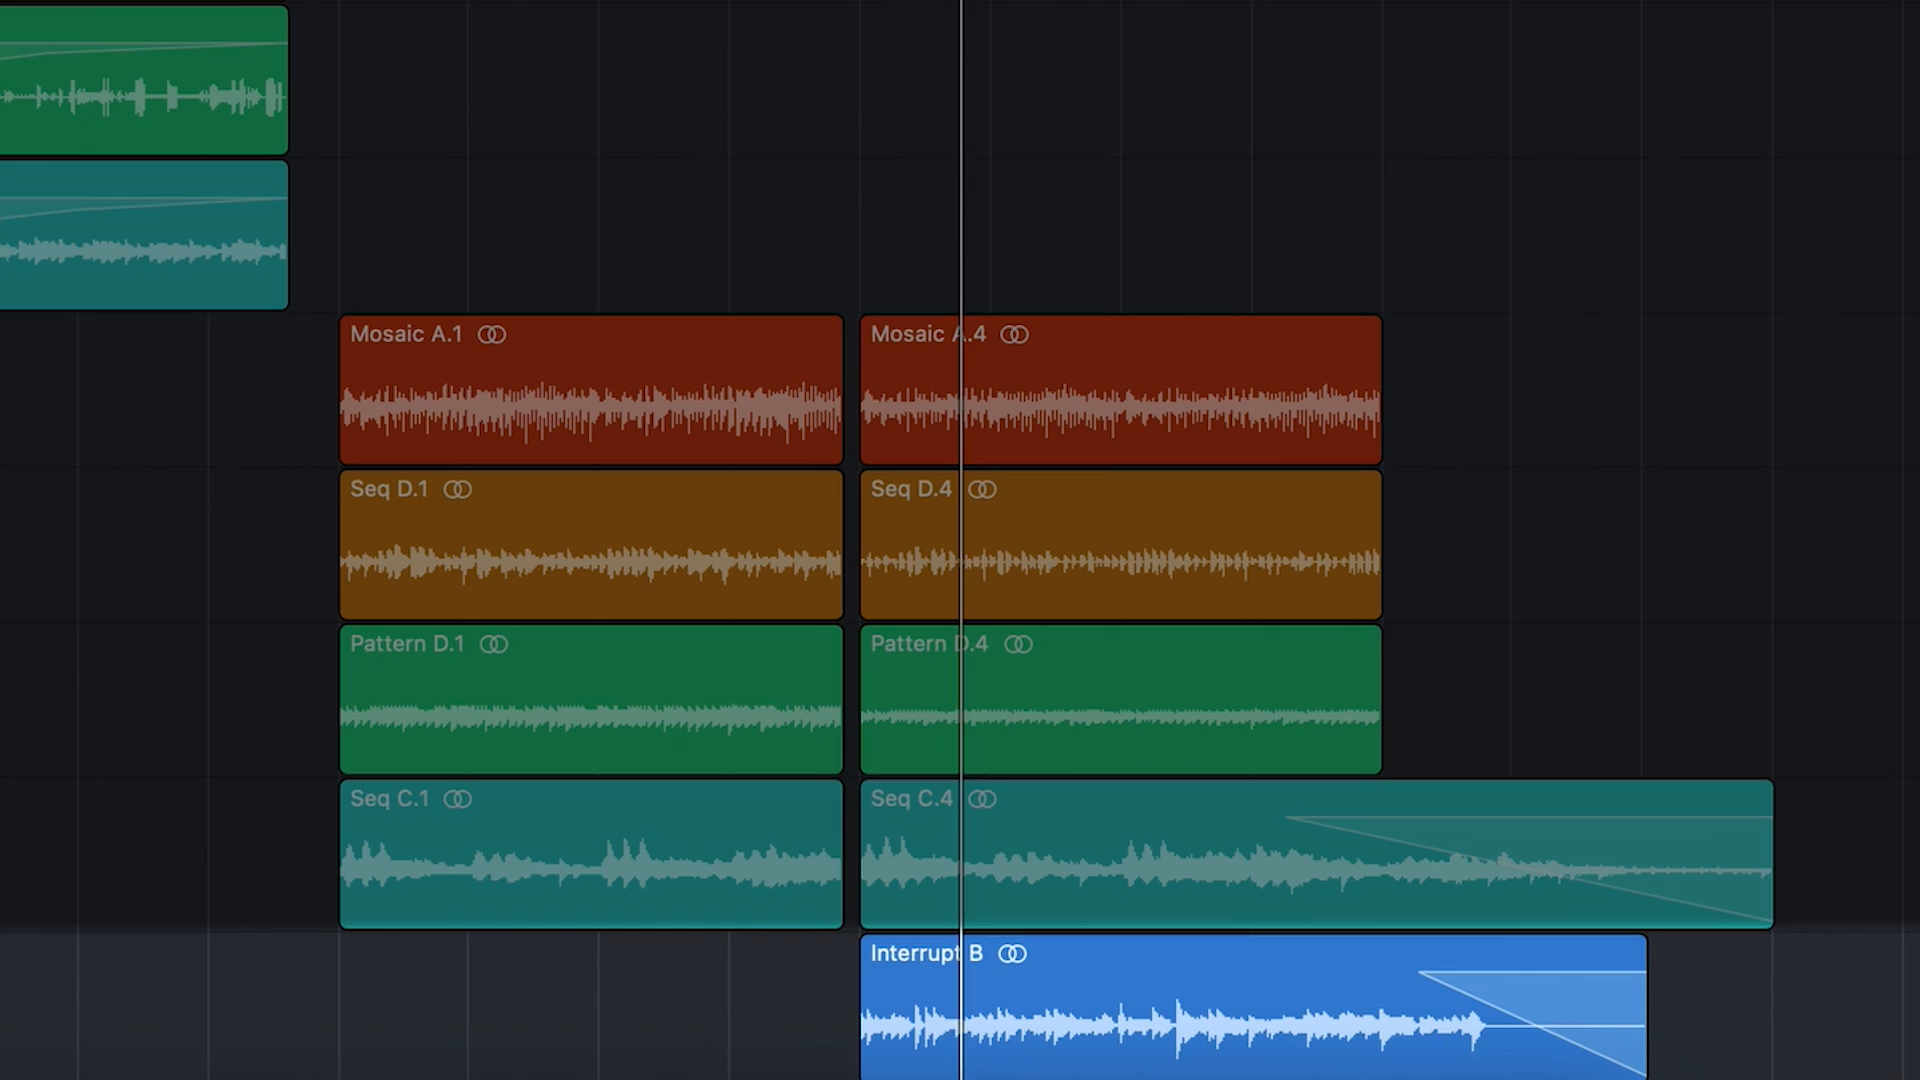 Mosaic A.1
Mosaic A.4
Seq D.1
Seq D.4
Pattern D.1
Pattern D.4
Seq C.1
Seq C.4
Interrupt B